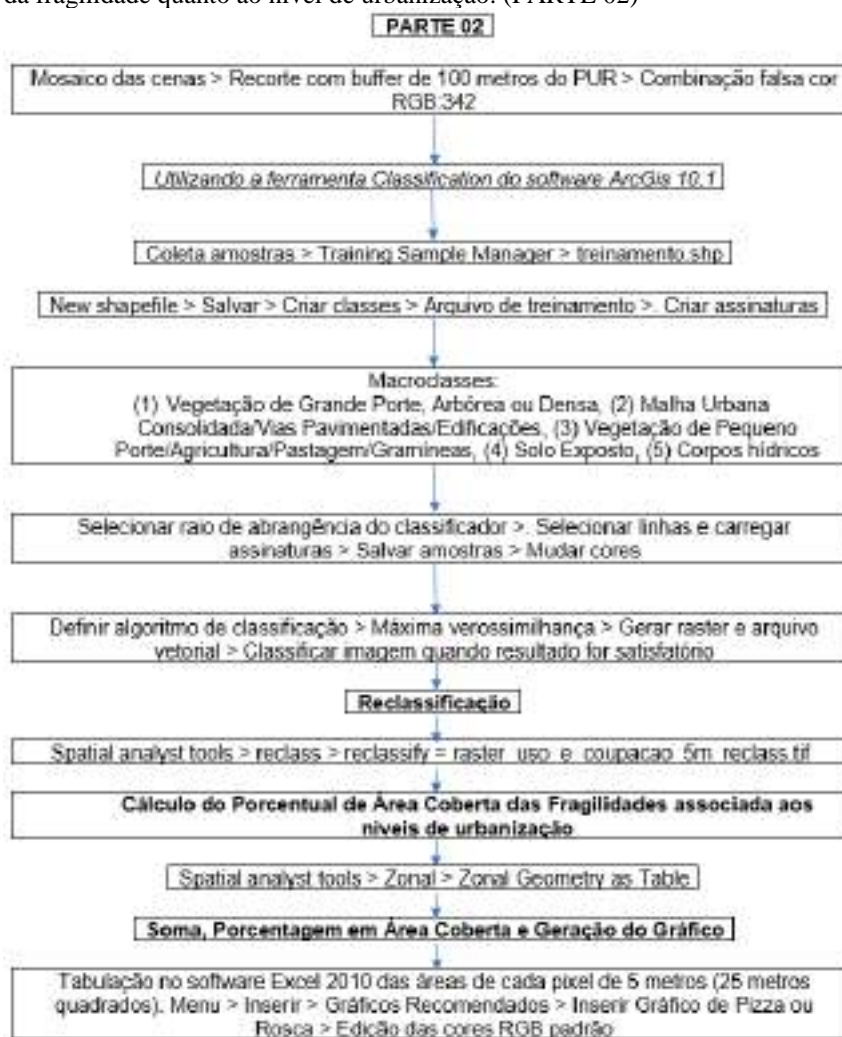 da fragilidade quanto ao nível de urbanização. (PARTE 02)
PARTE 02
Mosaico das cenas > Recorte com buffer de 100 metros do PUR > Combinação falsa cor
RGB:342
Utilizando a ferramenta Classification do software ArcGis 10.1
Coleta amostras > Training Sample Manager > treinamento.shp
New shapefile > Salvar > Criar classes > Arquivo de treinamento >. Criar assinaturas
Macroclasses:
(1) Vegetação de Grande Porte, Arbórea ou Densa, (2) Malha Urbana
Consolidada/Vias Pavimentadas/Edificações, (3) Vegetação de Pequeno
Porte/Agricultura/Pastagem/Gramíneas, (4) Solo Exposto, (5) Corpos hídricos
Selecionar raio de abrangência do classificador >. Selecionar linhas e carregar
assinaturas > Salvar amostras > Mudar cores
Definir algoritmo de classificação > Máxima verossimilhança > Gerar raster e arquivo
vetorial > Classificar imagem quando resultado for satisfatório
Reclassificação
Spatial analyst tools > reclass > reclassify = raster_uso_e_coupacao_5m_reclass.tif
Cálculo do Porcentual de Área Coberta das Fragilidades associada aos
níveis de urbanização
Spatial analyst tools > Zonal > Zonal Geometry as Table
Soma, Porcentagem em Área Coberta e Geração do Gráfico
Tabulação no software Excel 2010 das áreas de cada pixel de 5 metros (25 metros
quadrados). Menu > Inserir > Gráficos Recomendados > Inserir Gráfico de Pizza ou
Rosca > Edição das cores RGB padrão